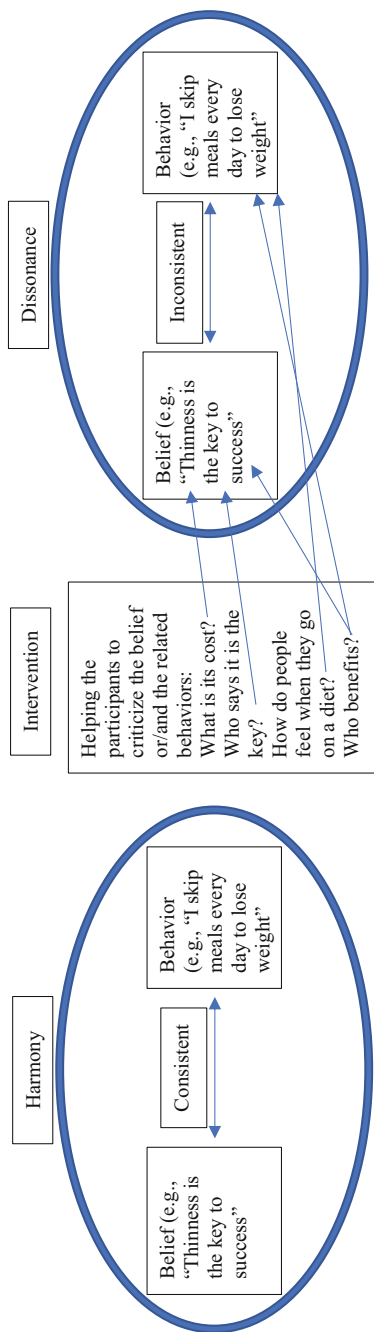 Harmony
Belief (e.g.,
“Thinness is
the key to
success”
Consistent
Behavior
(e.g., “I skip
meals every
day to lose
weight”
Intervention
Helping the
participants to
criticize the belief
or/and the related
behaviors:
What is its cost?
Who says it is the
key?
How do people
feel when they go
on a diet?
Who benefits?
Dissonance
Belief (e.g.,
“Thinness is
the key to
success”
Inconsistent
Behavior
(e.g., “I skip
meals every
day to lose
weight”